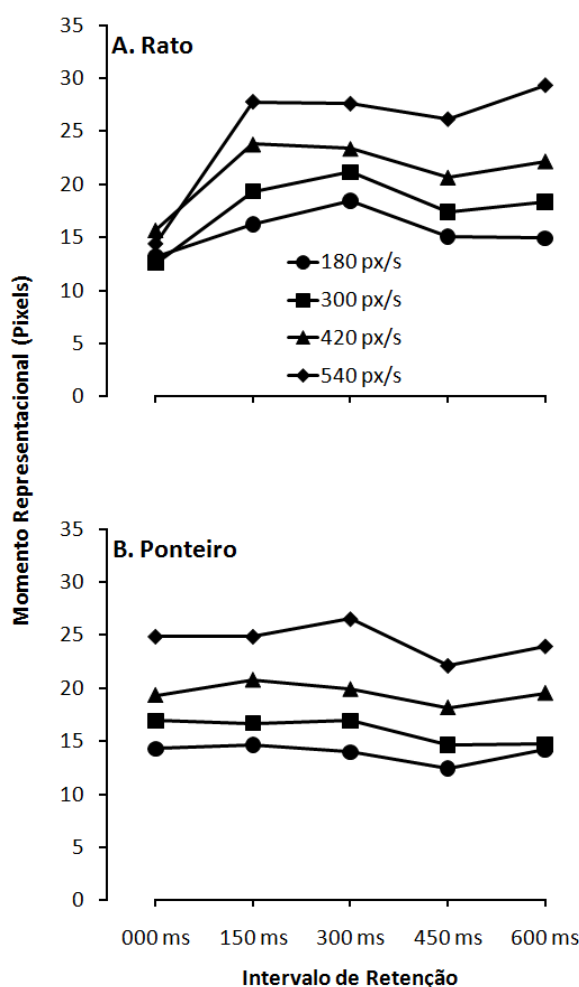 Momento Representacional (Pixels)
A. Rato
35
30
25
20
15
10
5
0
180 px/s
300 px/s
420 px/s
540 px/s
B. Ponteiro
35
30
25
20
15
10
5
0
000 ms 150 ms 300 ms 450 ms 600 ms
Intervalo de Retenção